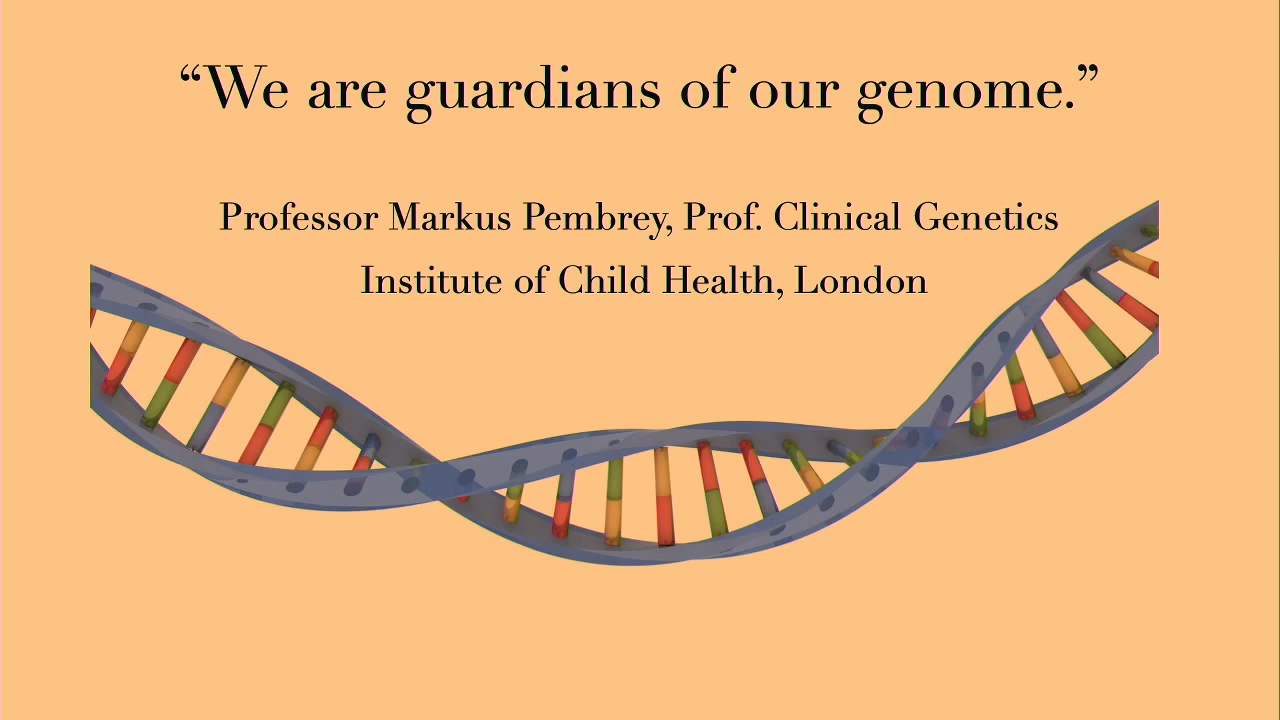 “We are guardians of our genome.”
Professor Markus Pembrey, Prof. Clinical Genetics
Institute of Child Health, London